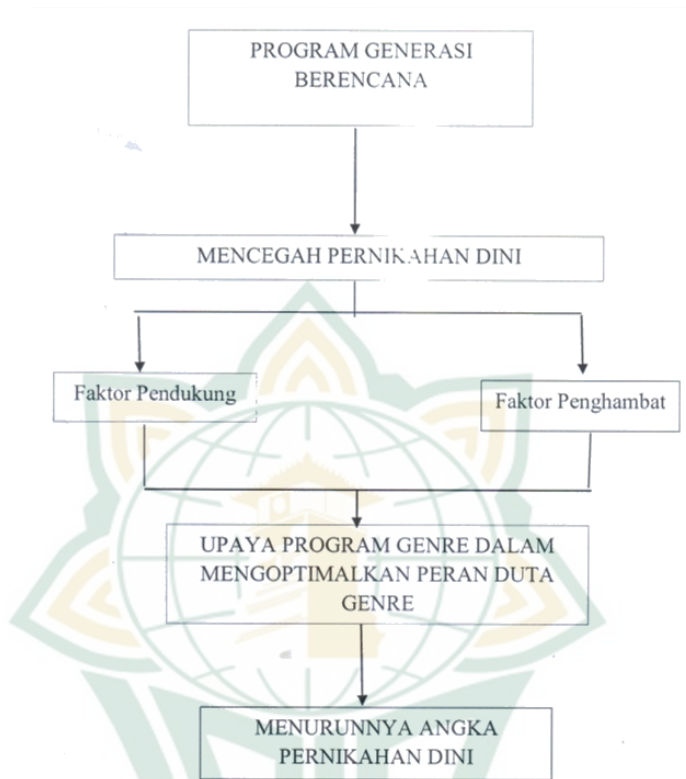 PROGRAM GENERASI
BERENCANA
MENCEGAH PERNIKAHAN DINI
Faktor Pendukung
Faktor Penghambat
UPAYA PROGRAM GENRE DALAM
MENGOPTIMALKAN PERAN DUTA
GENRE
MENURUNNYA ANGKA
PERNIKAHAN DINI